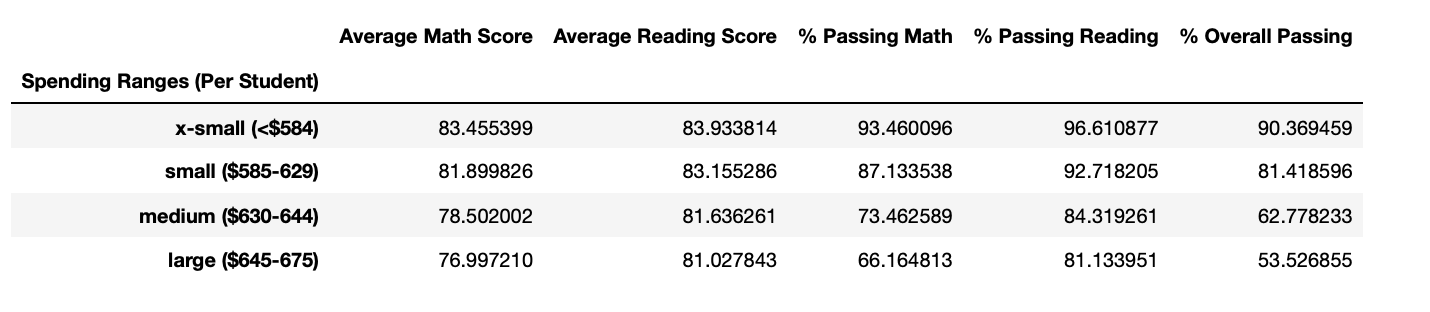 Average Math Score Average Reading Score % Passing Math % Passing Reading % Overall Passing
Spending Ranges (Per Student)
x-small (<$584) 83.455399 83.933814 93.460096 96.610877 90.369459
small ($585-629) 81.899826 83.155286 87.133538 92.718205 81.418596
medium ($630-644) 78.502002 81.636261 73.462589 84.319261 62.778233
large ($645-675) 76.997210 81.027843 66.164813 81.133951 53.526855